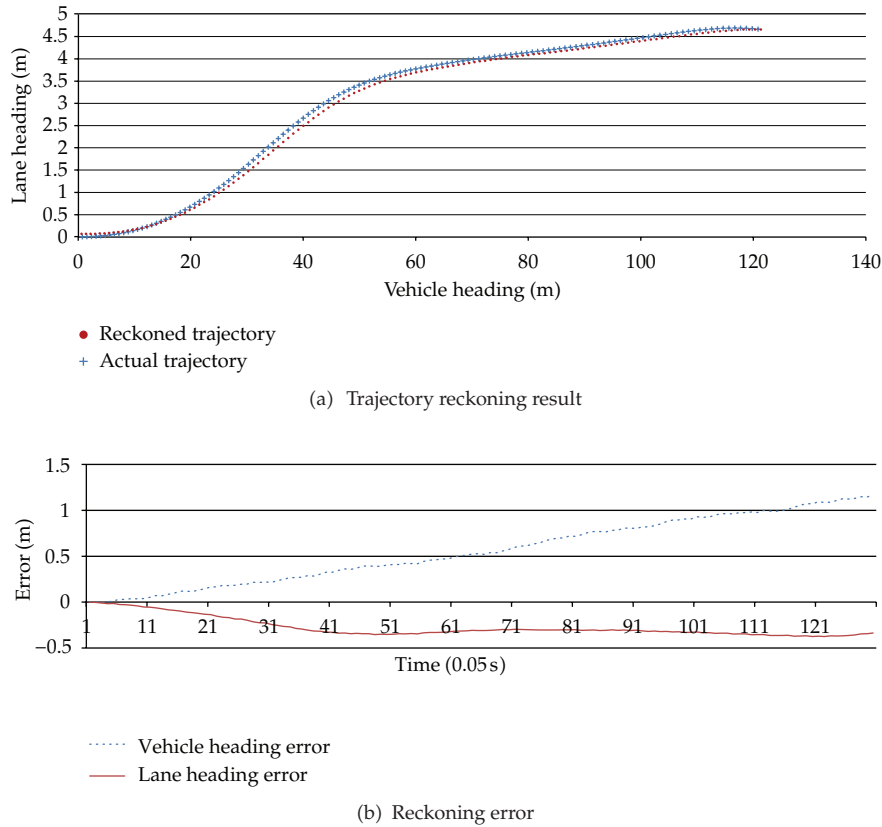 5
4.5
4
3.5
3
2.5
2
1.5
1
0.5
0
Lane heading (m)
0 20 40 60 80 100 120 140
Vehicle heading (m)
Reckoned trajectory
Actual trajectory
(a) Trajectory reckoning result
1.5
1
0.5
0
−0.5
Error (m)
1 11 21 31 41 51 61 71 81 91 101 111 121
Time (0.05 s)
Vehicle heading error
Lane heading error
(b) Reckoning error